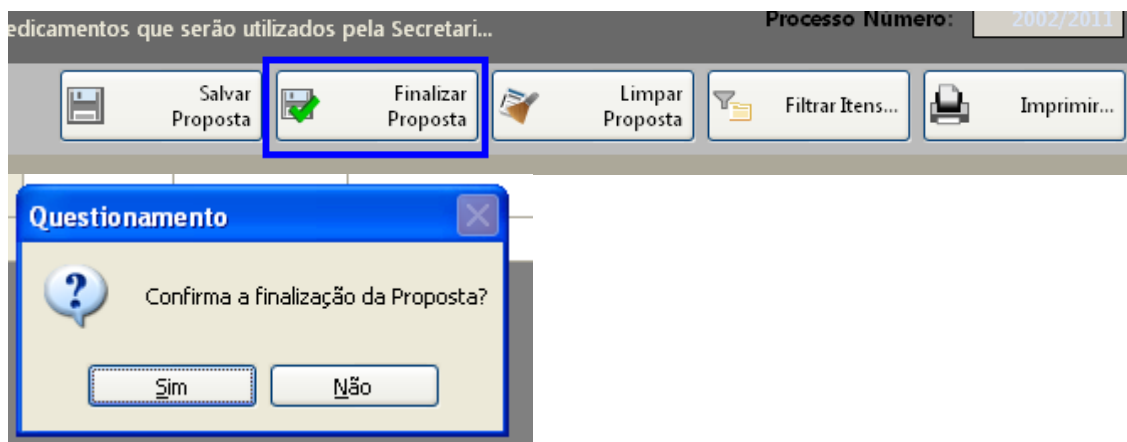 edicamentos que serão utilizados pela Secretari...
Processo Número: 2002/2011
Salvar
Proposta
Finalizar
Proposta
Limpar
Proposta
Filtrar Itens...
Imprimir...
Questionamento
Confirma a finalização da Proposta?
Sim
Não